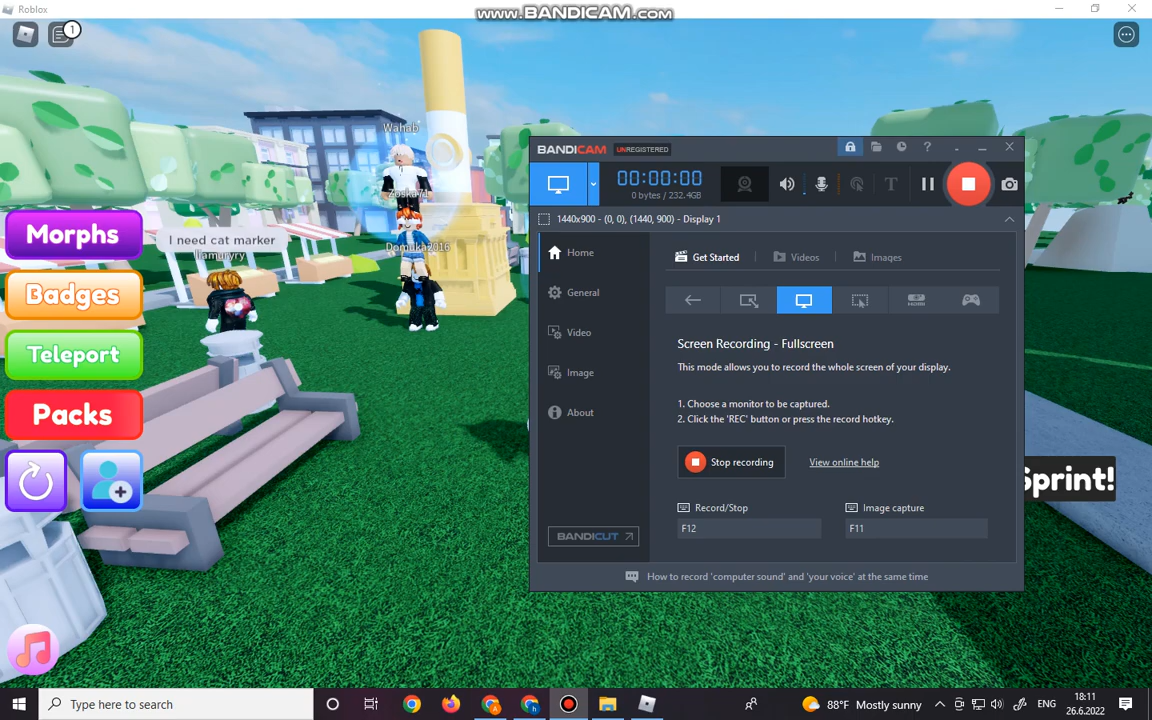 Roblox
www.BANDICAM.com
1
Wahab
Zoska71
Domuka2016
I need cat marker
llamaryry
Morphs
Badges
Teleport
Packs
BANDICAM UNREGISTERED
00:00:00
0 bytes / 232.4GB
1440x900 - (0, 0), (1440, 900) - Display 1
Home
General
Video
Image
About
BANDICUT
Get Started
Videos
Images
Screen Recording - Fullscreen
This mode allows you to record the whole screen of your display.
1. Choose a monitor to be captured.
2. Click the 'REC' button or press the record hotkey.
Stop recording
View online help
Record/Stop
Image capture
F12
F11
How to record 'computer sound' and 'your voice' at the same time
Sprint!
Type here to search
88°F Mostly sunny
ENG
18:11
26.6.2022